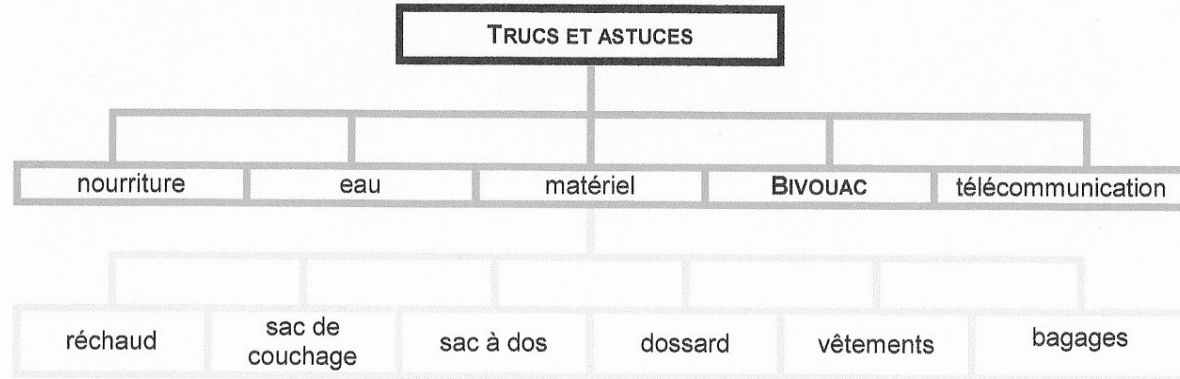 TRUCS ET ASTUCES
nourriture
eau
matériel
BIVOUAC
télécommunication
réchaud
sac de
couchage
sac à dos
dossard
vêtements
bagages